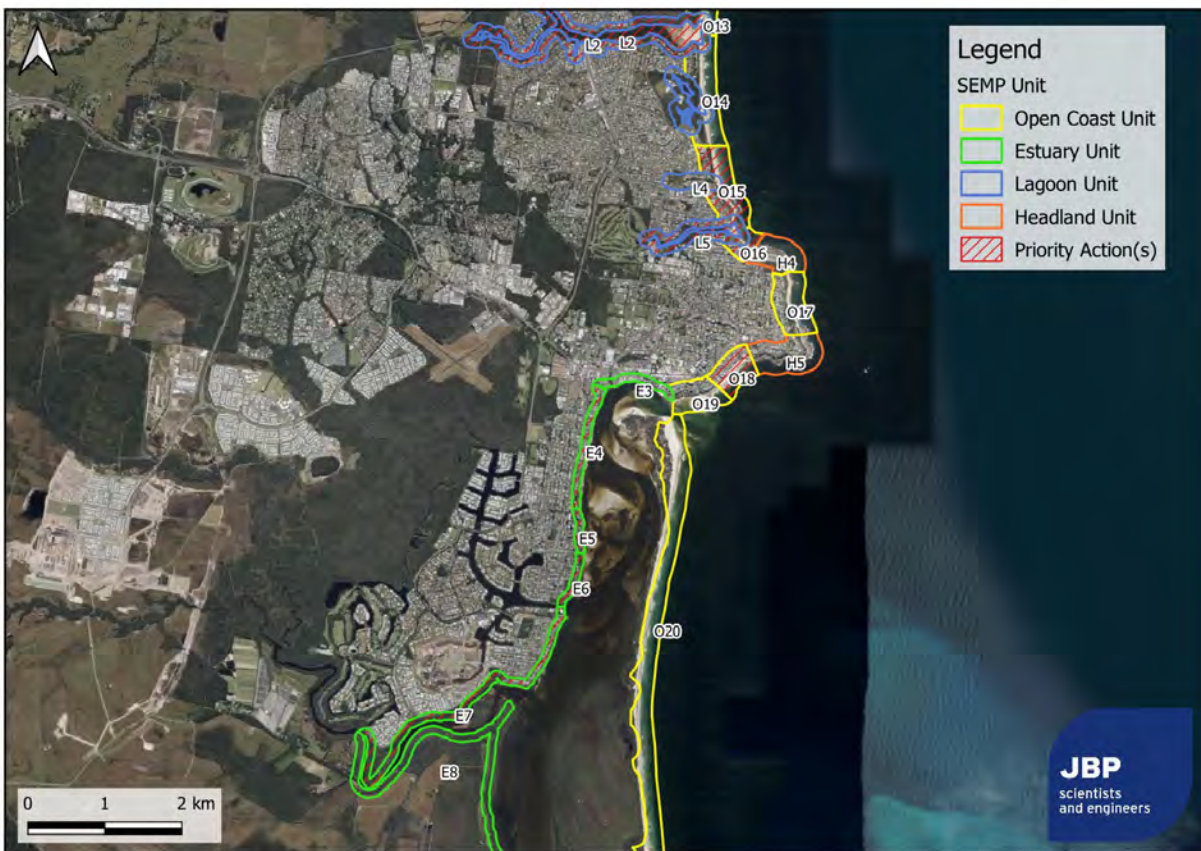 Legend
SEMP Unit
Open Coast Unit
Estuary Unit
Lagoon Unit
Headland Unit
Priority Action(s)
O13
L2 L2
O14
L4 O15
L5
O16
H4
O17
H5
O18
E3
O19
E4
E5
E6
O20
E7
E8
0 1 2 km
JBP
scientists
and engineers